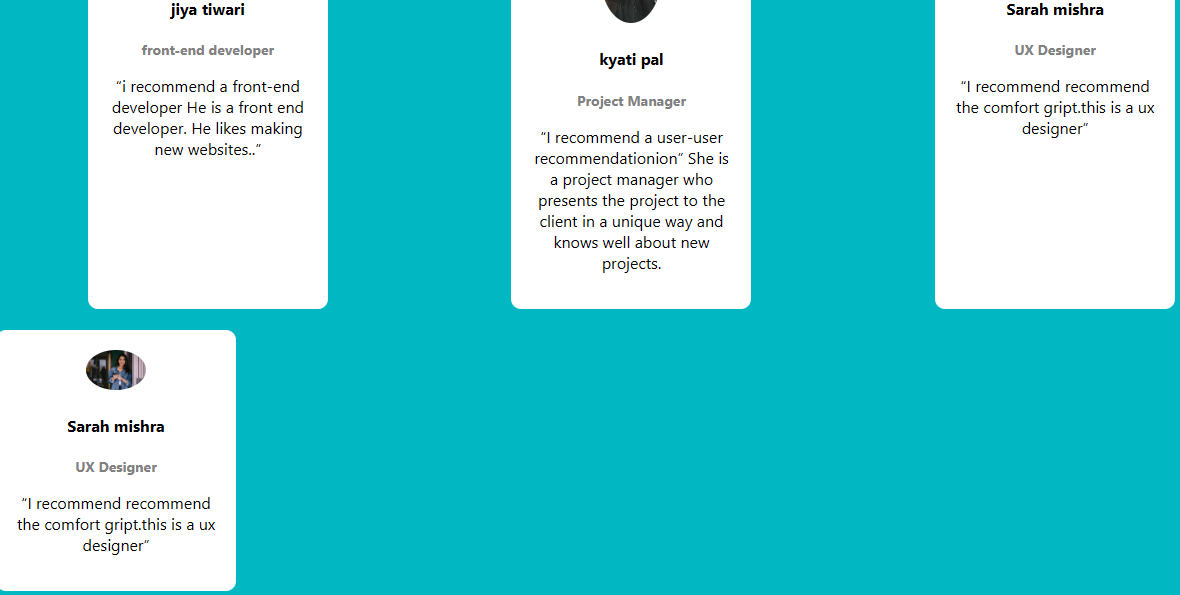 jiya tiwari
front-end developer
“i recommend a front-end
developer He is a front end
developer. He likes making
new websites..”
kyati pal
Project Manager
“I recommend a user-user
recommendationion” She is
a project manager who
presents the project to the
client in a unique way and
knows well about new
projects.
Sarah mishra
UX Designer
“I recommend recommend
the comfort gript.this is a ux
designer”
Sarah mishra
UX Designer
“I recommend recommend
the comfort gript.this is a ux
designer”